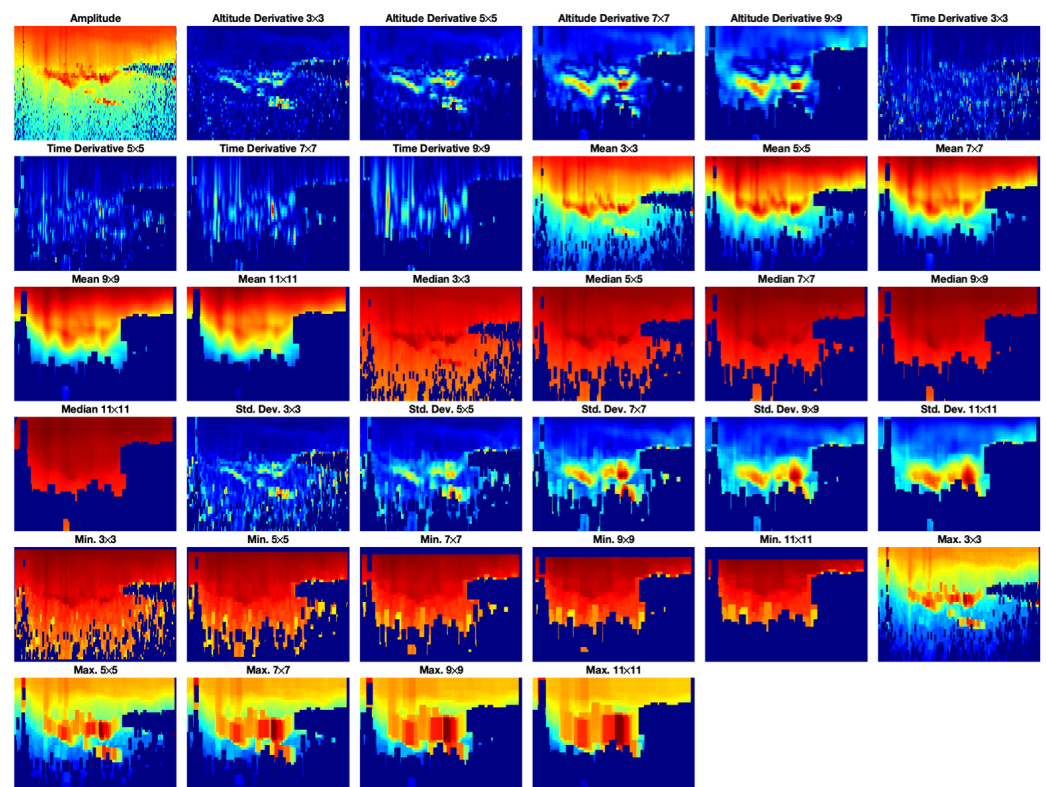 Amplitude
Altitude Derivative 3×3
Altitude Derivative 5×5
Altitude Derivative 7×7
Altitude Derivative 9×9
Time Derivative 3×3
Time Derivative 5×5
Time Derivative 7×7
Time Derivative 9×9
Mean 3×3
Mean 5×5
Mean 7×7
Mean 9×9
Mean 11×11
Median 3×3
Median 5×5
Median 7×7
Median 9×9
Median 11×11
Std. Dev. 3×3
Std. Dev. 5×5
Std. Dev. 7×7
Std. Dev. 9×9
Std. Dev. 11×11
Min. 3×3
Min. 5×5
Min. 7×7
Min. 9×9
Min. 11×11
Max. 3×3
Max. 5×5
Max. 7×7
Max. 9×9
Max. 11×11